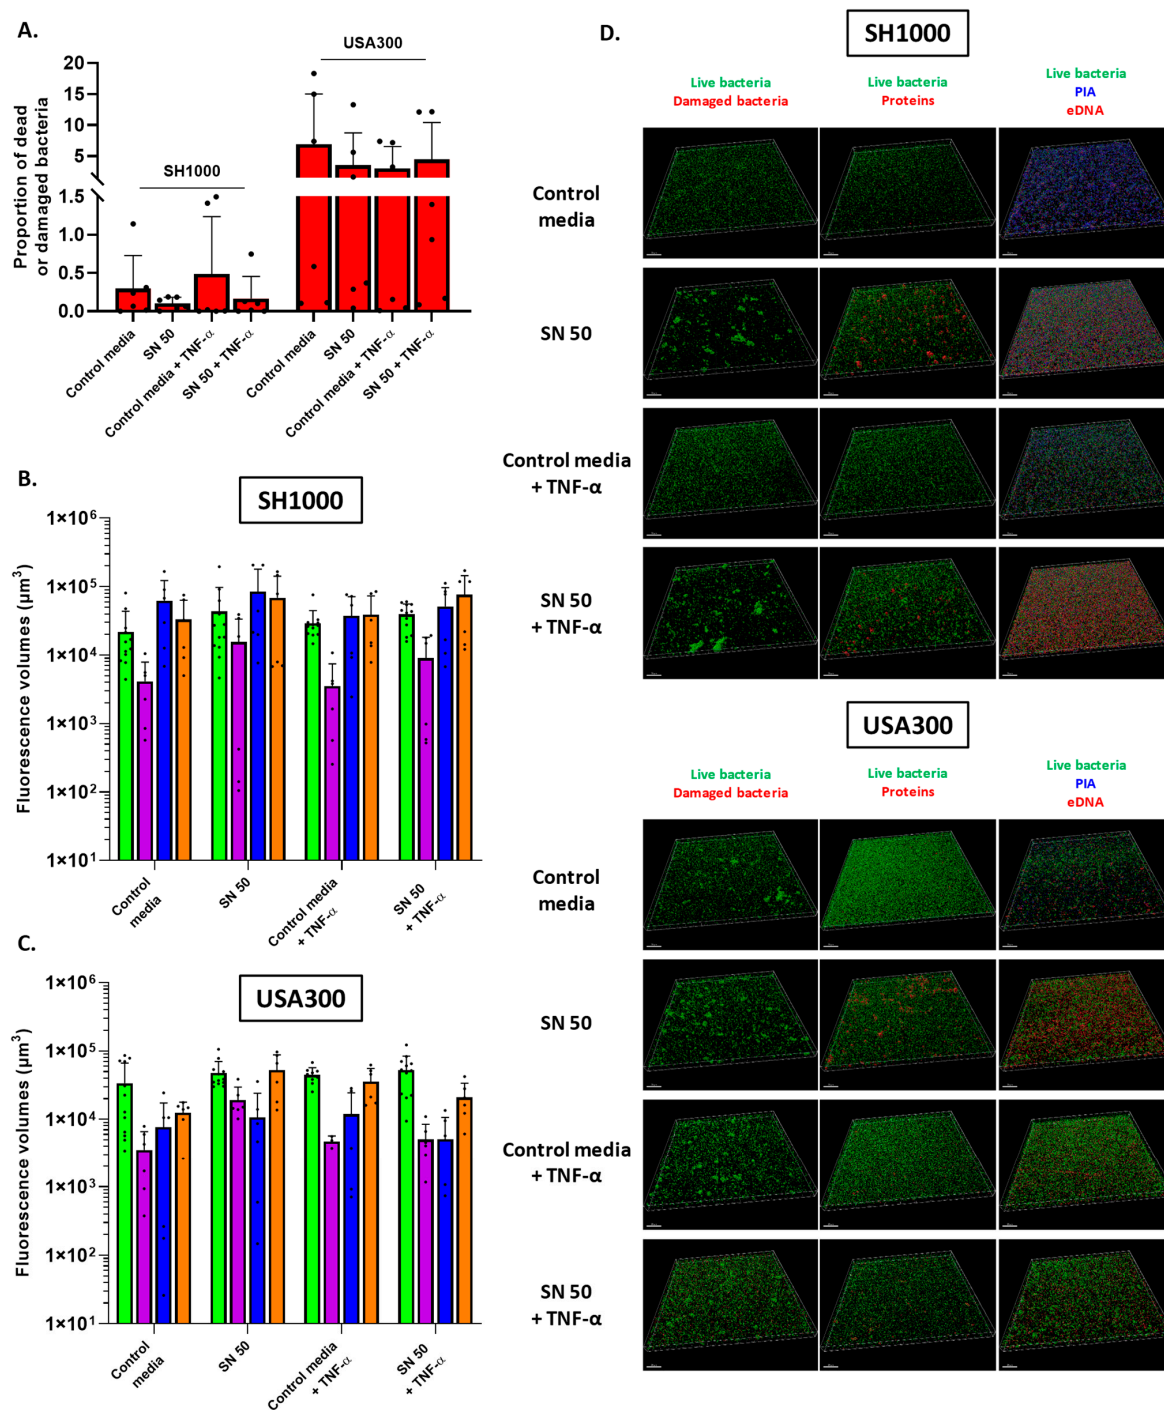 A.
USA300
SH1000
Proportion of dead
or damaged bacteria
20
15
10
5
1.5
1.0
0.5
0.0
Control media
SN 50
Control media + TNF-α
SN 50 + TNF-α
Control media
SN 50
Control media + TNF-α
SN 50 + TNF-α
B.
SH1000
Fluorescence volumes (µm³)
1×10⁶
1×10⁵
1×10⁴
1×10³
1×10²
1×10¹
Control
media
SN 50
Control media
+ TNF-α
SN 50
+ TNF-α
C.
USA300
Fluorescence volumes (µm³)
1×10⁶
1×10⁵
1×10⁴
1×10³
1×10²
1×10¹
Control
media
SN 50
Control media
+ TNF-α
SN 50
+ TNF-α
D.
SH1000
Live bacteria
Damaged bacteria
Live bacteria
Proteins
Live bacteria
PIA
eDNA
Control
media
SN 50
Control media
+ TNF-α
SN 50
+ TNF-α
USA300
Live bacteria
Damaged bacteria
Live bacteria
Proteins
Live bacteria
PIA
eDNA
Control
media
SN 50
Control media
+ TNF-α
SN 50
+ TNF-α